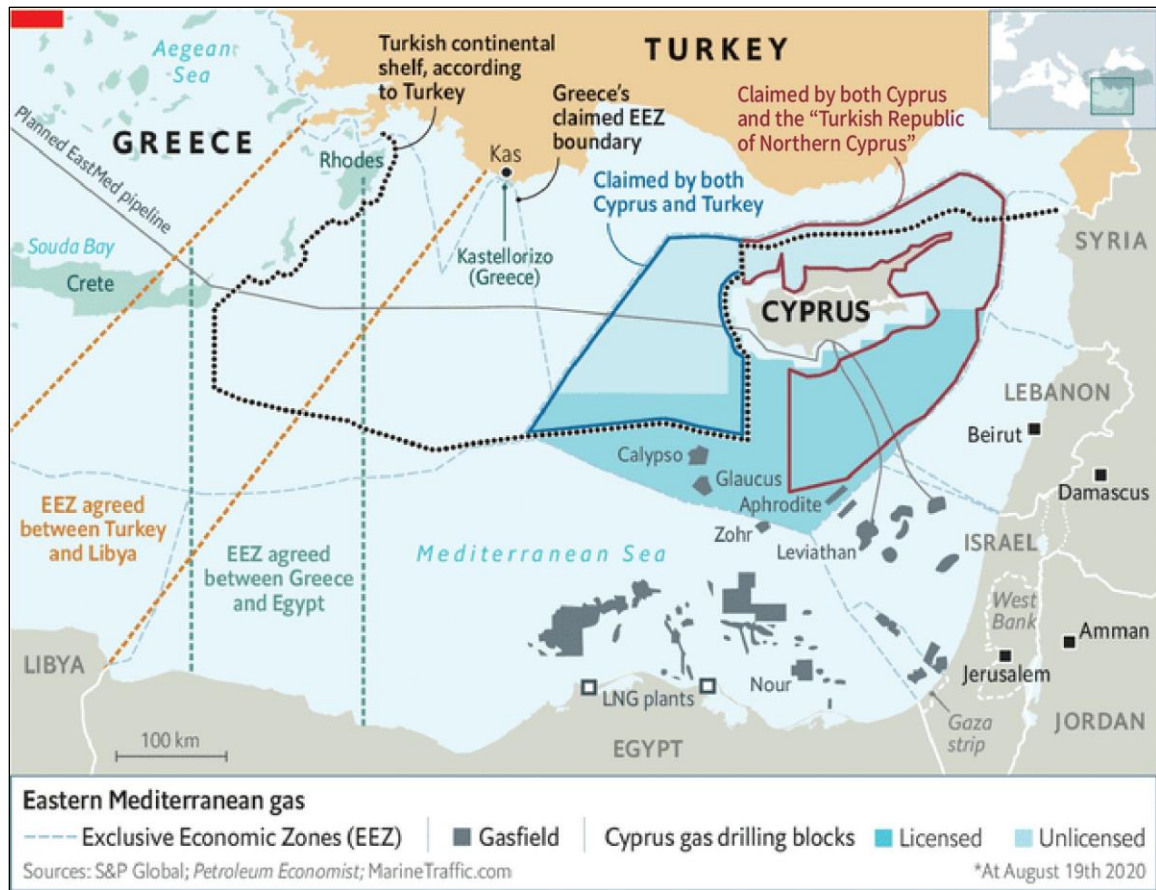 Aegean
Sea
Turkish continental
shelf, according
to Turkey
TURKEY
Greece's
claimed EEZ
boundary
Claimed by both Cyprus
and the “Turkish Republic
of Northern Cyprus”
GREECE
Planned EastMed pipeline
Rhodes
Kas
Claimed by both
Cyprus and Turkey
Souda Bay
Crete
Kastellorizo
(Greece)
SYRIA
CYPRUS
LEBANON
Beirut
Damascus
Calypso
Glaucus
Aphrodite
Zohr
Leviathan
ISRAEL
EEZ agreed
between Turkey
and Libya
EEZ agreed
between Greece
and Egypt
Mediterranean Sea
West
Bank
Amman
Jerusalem
LIBYA
Nour
LNG plants
Gaza
strip
JORDAN
EGYPT
100 km
Eastern Mediterranean gas
Exclusive Economic Zones (EEZ)
Gasfield
Cyprus gas drilling blocks
Licensed
Unlicensed
Sources: S&P Global; Petroleum Economist; MarineTraffic.com
*At August 19th 2020